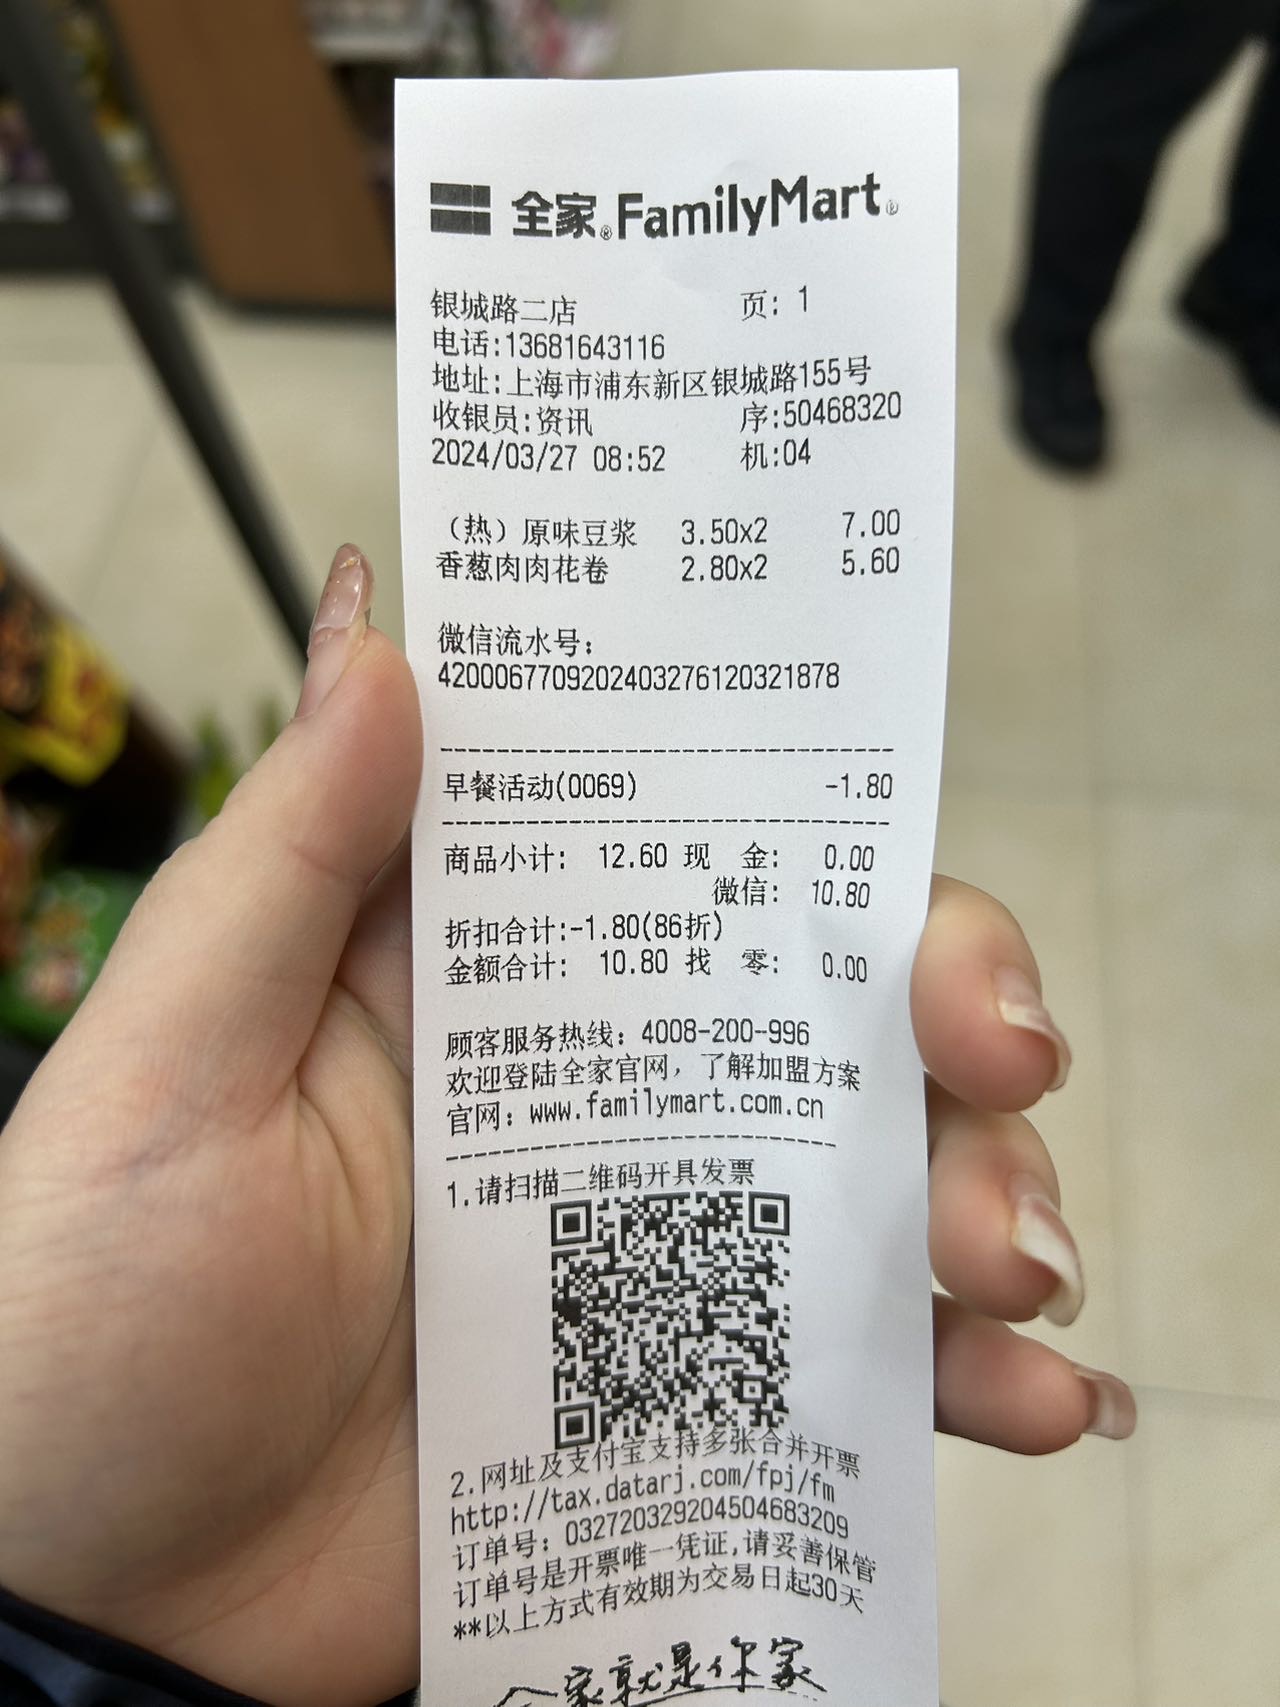 全家® FamilyMart®
银城路二店 页: 1
电话:13681643116
地址:上海市浦东新区银城路155号
收银员:资讯 序:50468320
2024/03/27 08:52 机:04
（热）原味豆浆 3.50x2 7.00
香葱肉肉花卷 2.80x2 5.60
微信流水号:
4200067709202403276120321878
早餐活动(0069) -1.80
商品小计: 12.60 现 金: 0.00
微信: 10.80
折扣合计:-1.80(86折)
金额合计: 10.80 找 零: 0.00
顾客服务热线: 4008-200-996
欢迎登陆全家官网，了解加盟方案
官网: www.familymart.com.cn
1.请扫描二维码开具发票
2.网址及支付宝支持多张合并开票
http://tax.datarj.com/fpj/fm
订单号: 032720329204504683209
订单号是开票唯一凭证,请妥善保管
**以上方式有效期为交易日起30天
全家就是你家